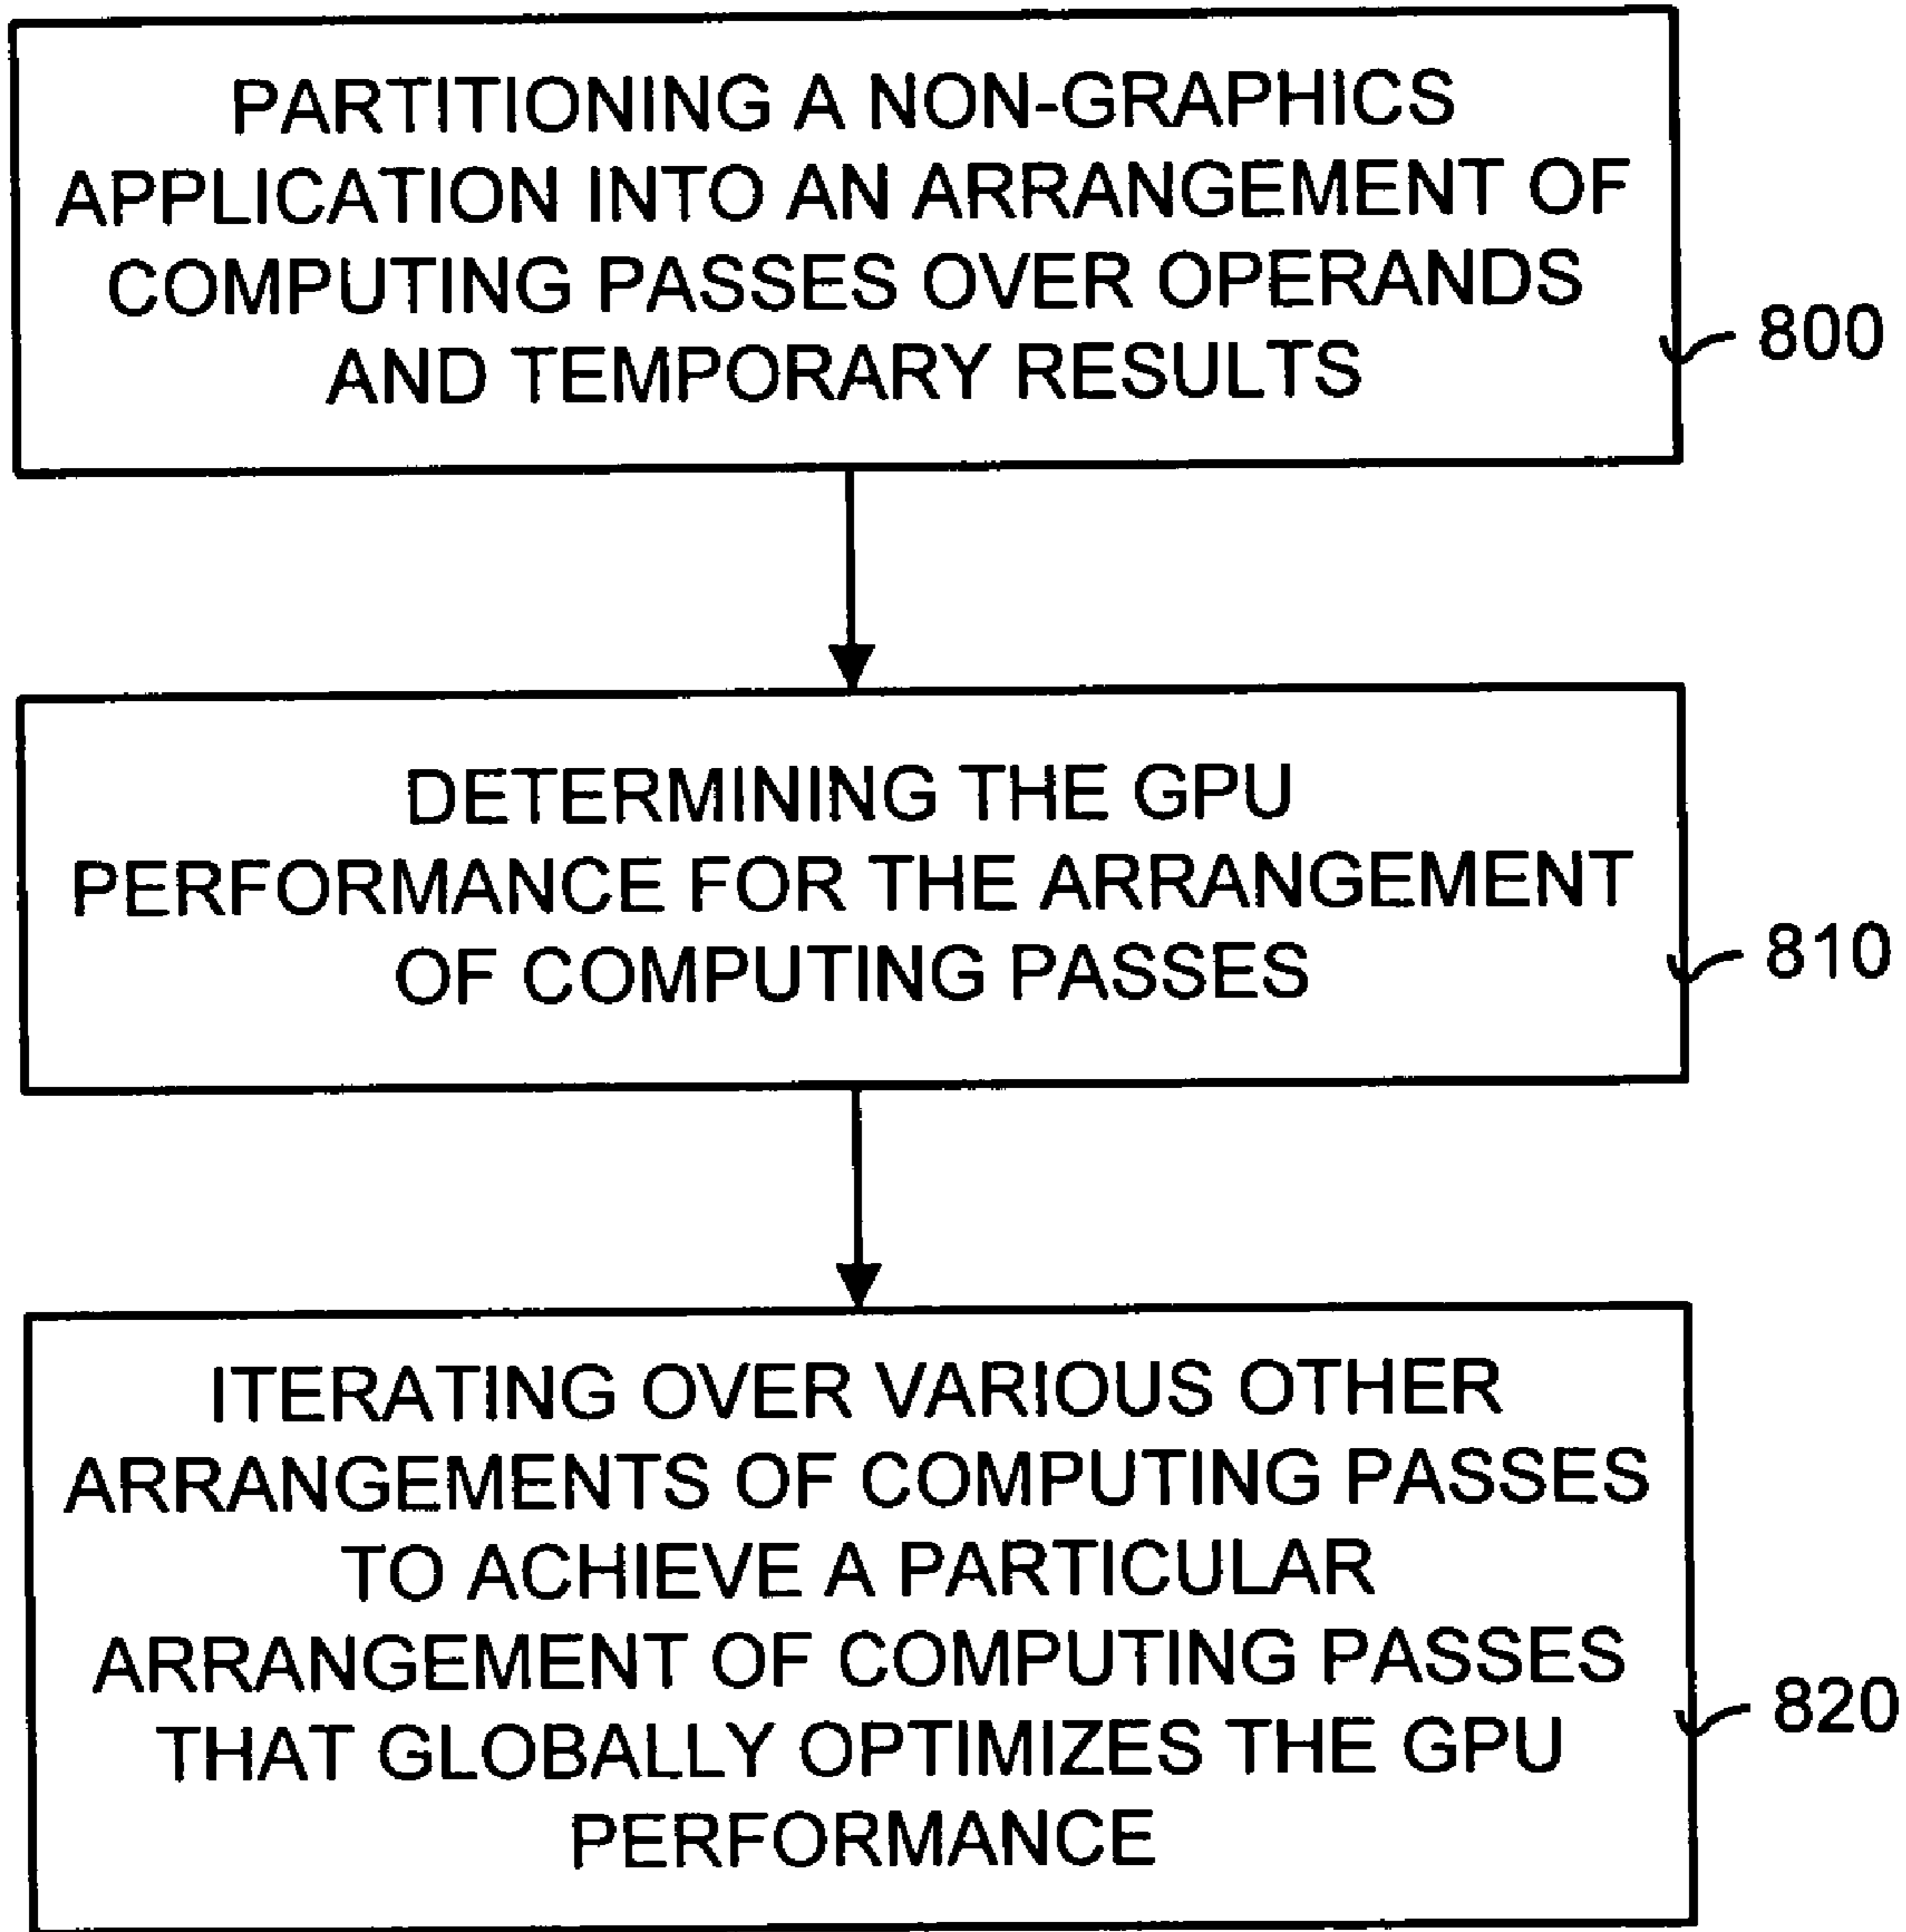 PARTITIONING A NON-GRAPHICS
APPLICATION INTO AN ARRANGEMENT OF
COMPUTING PASSES OVER OPERANDS
AND TEMPORARY RESULTS
800
DETERMINING THE GPU
PERFORMANCE FOR THE ARRANGEMENT
OF COMPUTING PASSES
810
ITERATING OVER VARIOUS OTHER
ARRANGEMENTS OF COMPUTING PASSES
TO ACHIEVE A PARTICULAR
ARRANGEMENT OF COMPUTING PASSES
THAT GLOBALLY OPTIMIZES THE GPU
PERFORMANCE
820